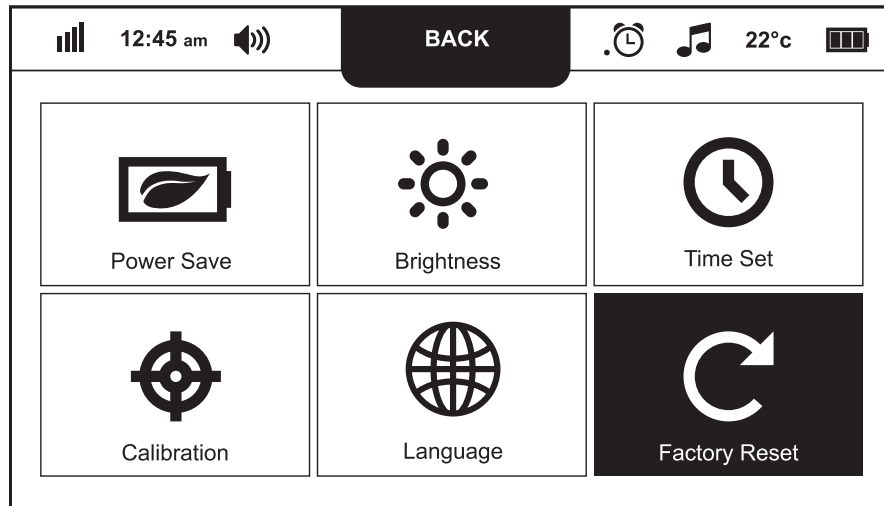 12:45 am BACK 22°c
Power Save Brightness Time Set
Calibration Language Factory Reset